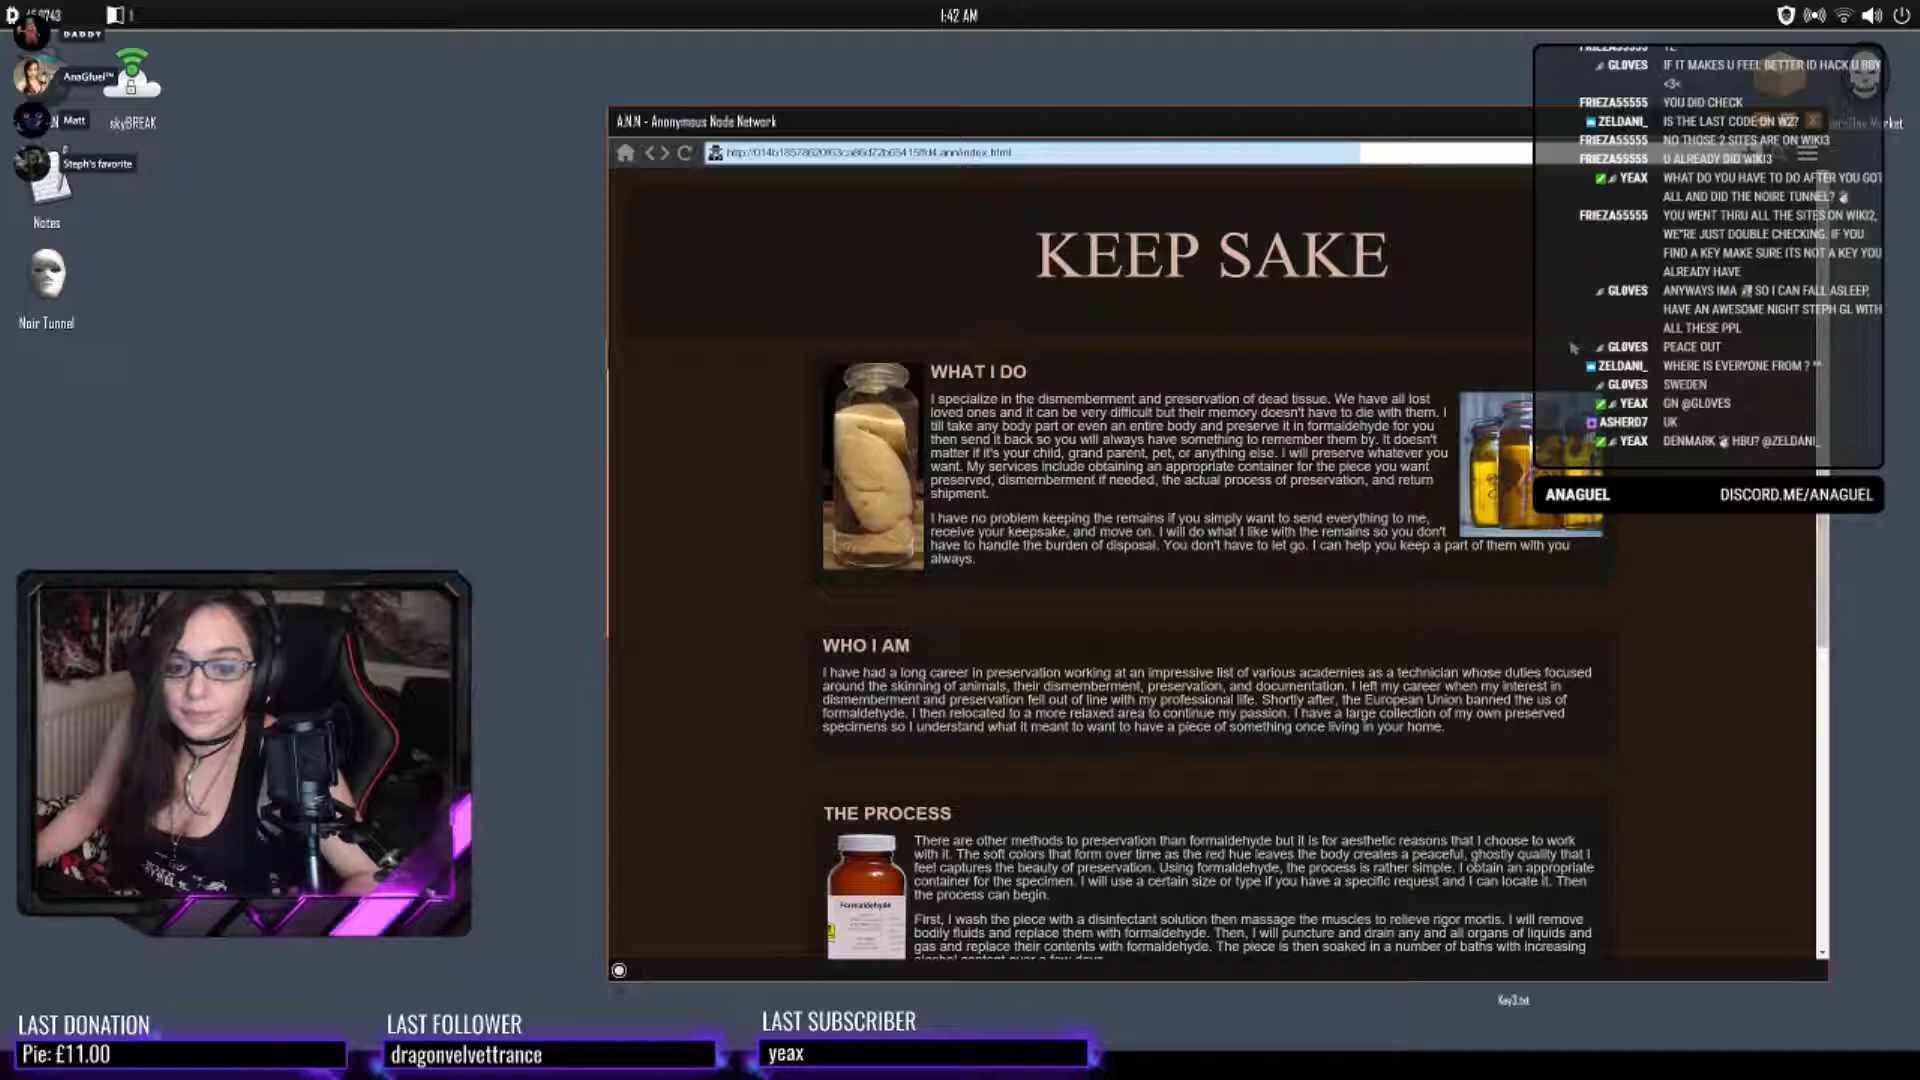 1:42 AM
DADDY
AnaGfuel™
Matt
skyBREAK
Steph's favorite
Notes
Noir Tunnel
A.N.N - Anonymous Node Network
KEEP SAKE
WHAT I DO
I specialize in the dismemberment and preservation of dead tissue. We have all lost
loved ones and it can be very difficult but their memory doesn't have to die with them. I
till take any body part or even an entire body and preserve it in formaldehyde for you
then send it back so you will always have something to remember them by. It doesn't
matter if it's your child, grand parent, pet, or anything else. I will preserve whatever you
want. My services include obtaining an appropriate container for the piece you want
preserved, dismemberment if needed, the actual process of preservation, and return
shipment.
I have no problem keeping the remains if you simply want to send everything to me,
receive your keepsake, and move on. I will do what I like with the remains so you don't
have to handle the burden of disposal. You don't have to let go. I can help you keep a part of them with you
always.
WHO I AM
I have had a long career in preservation working at an impressive list of various academies as a technician whose duties focused
around the skinning of animals, their dismemberment, preservation, and documentation. I left my career when my interest in
dismemberment and preservation fell out of line with my professional life. Shortly after, the European Union banned the us of
formaldehyde. I then relocated to a more relaxed area to continue my passion. I have a large collection of my own preserved
specimens so I understand what it meant to want to have a piece of something once living in your home.
THE PROCESS
There are other methods to preservation than formaldehyde but it is for aesthetic reasons that I choose to work
with it. The soft colors that form over time as the red hue leaves the body creates a peaceful, ghostly quality that I
feel captures the beauty of preservation. Using formaldehyde, the process is rather simple. I obtain an appropriate
container for the specimen. I will use a certain size or type if you have a specific request and I can locate it. Then
the process can begin.
Formaldehyde
First, I wash the piece with a disinfectant solution then massage the muscles to relieve rigor mortis. I will remove
bodily fluids and replace them with formaldehyde. Then, I will puncture and drain any and all organs of liquids and
gas and replace their contents with formaldehyde. The piece is then soaked in a number of baths with increasing
alcohol content over a few days.
FRIEZA55555
GLOVES IF IT MAKES U FEEL BETTER ID HACK U BBY
<3
FRIEZA55555 YOU DID CHECK
ZELDANI_ IS THE LAST CODE ON W2?
FRIEZA55555 NO THOSE 2 SITES ARE ON WIKI3
FRIEZA55555 U ALREADY DID WIKI3
YEAX WHAT DO YOU HAVE TO DO AFTER YOU GOT
ALL AND DID THE NOIRE TUNNEL?
FRIEZA55555 YOU WENT THRU ALL THE SITES ON WIKI2,
WE"RE JUST DOUBLE CHECKING. IF YOU
FIND A KEY MAKE SURE ITS NOT A KEY YOU
ALREADY HAVE
GLOVES ANYWAYS IMA SO I CAN FALL ASLEEP,
HAVE AN AWESOME NIGHT STEPH GL WITH
ALL THESE PPL
GLOVES PEACE OUT
ZELDANI_ WHERE IS EVERYONE FROM? ^^
GLOVES SWEDEN
YEAX GN @GLOVES
ASHERD7 UK
YEAX DENMARK HBU? @ZELDANI_
ANAGUEL DISCORD.ME/ANAGUEL
Key3.txt
LAST DONATION
Pie: £11.00
LAST FOLLOWER
dragonvelvettrance
LAST SUBSCRIBER
yeax